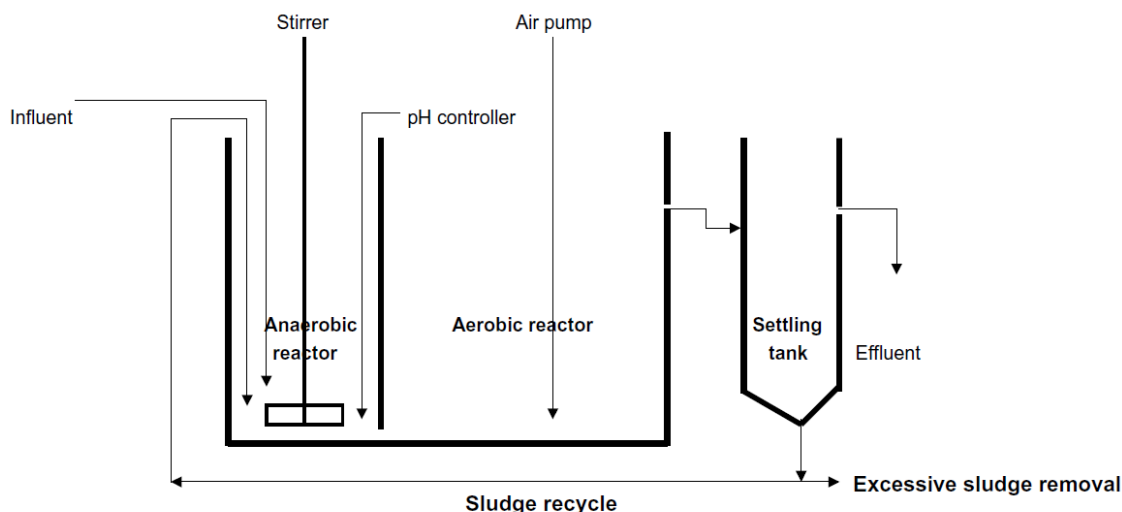 Stirrer
Air pump
Influent
pH controller
Anaerobic
reactor
Aerobic reactor
Settling
tank
Effluent
Excessive sludge removal
Sludge recycle